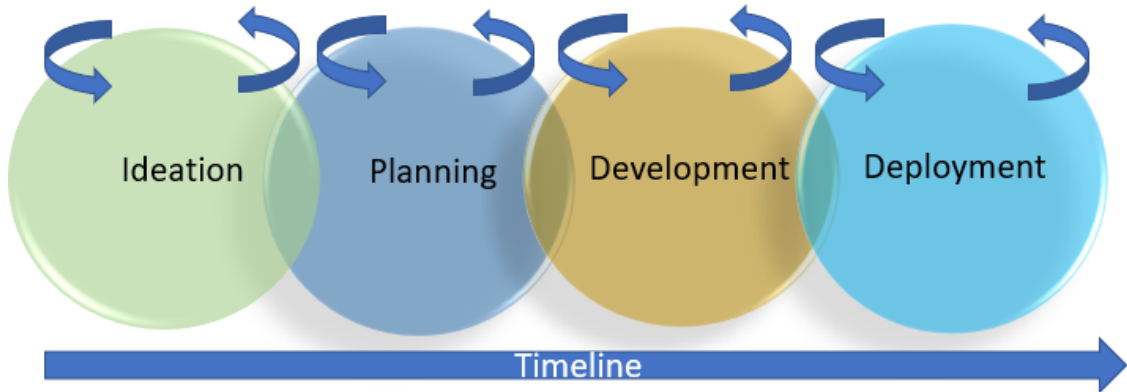 Ideation
Planning
Development
Deployment
Timeline